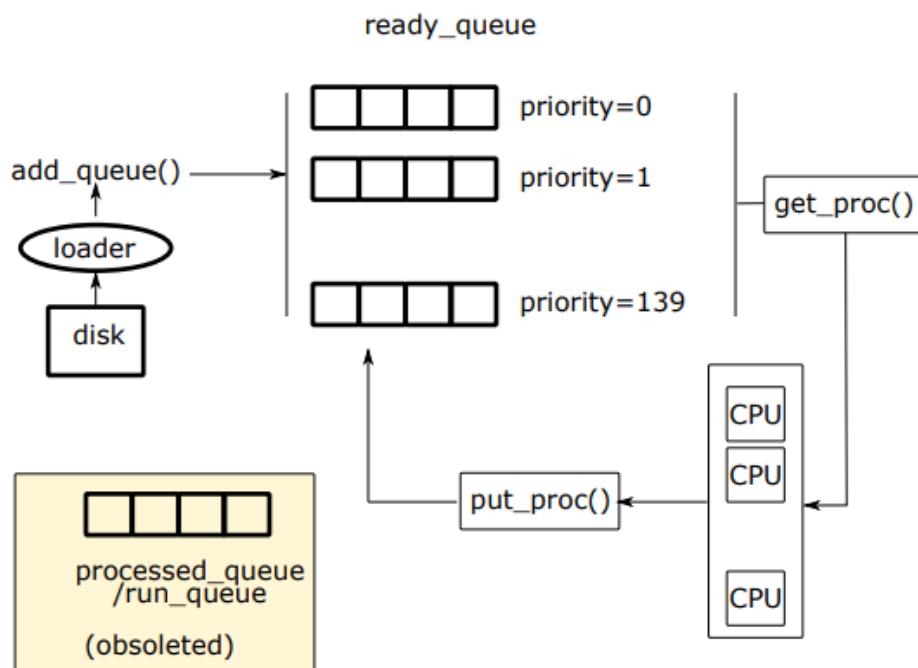 ready_queue
priority=0
add_queue()
priority=1
get_proc()
loader
priority=139
disk
CPU
CPU
put_proc()
processed_queue
/run_queue
CPU
(obsoleted)